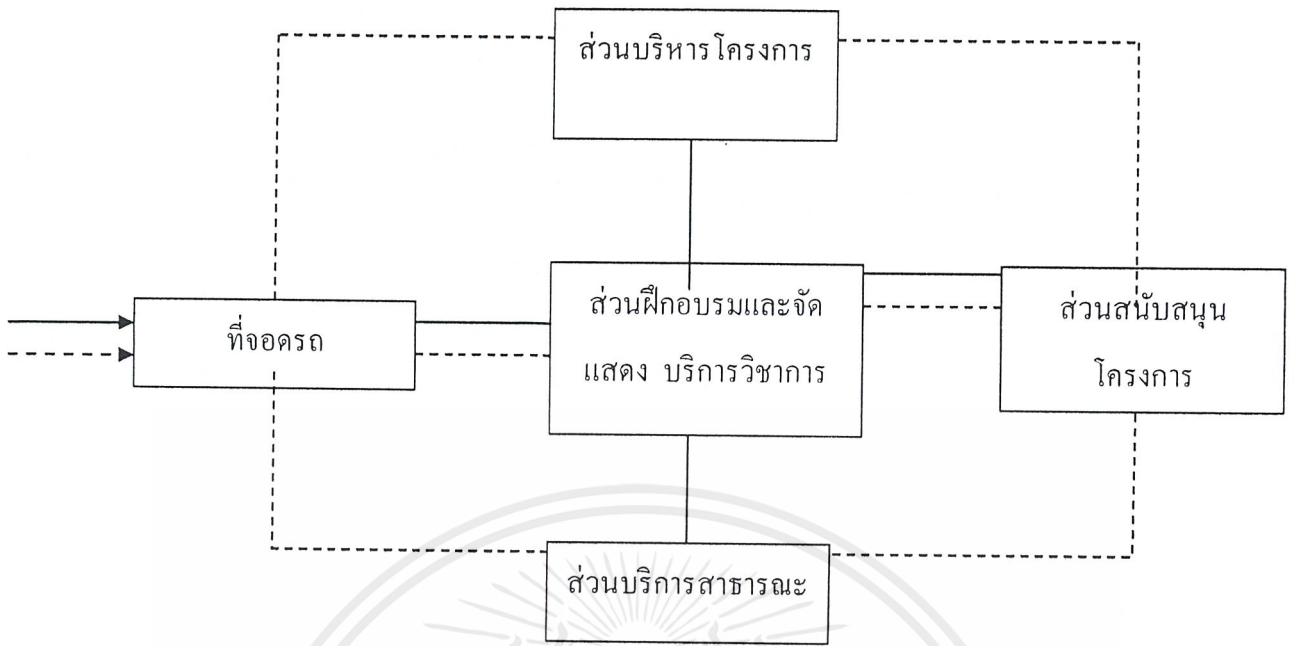 ส่วนบริหารโครงการ
ที่จอดรถ
ส่วนฝึกอบรมและจัด
แสดง บริการวิชาการ
ส่วนสนับสนุน
โครงการ
ส่วนบริการสาธารณะ